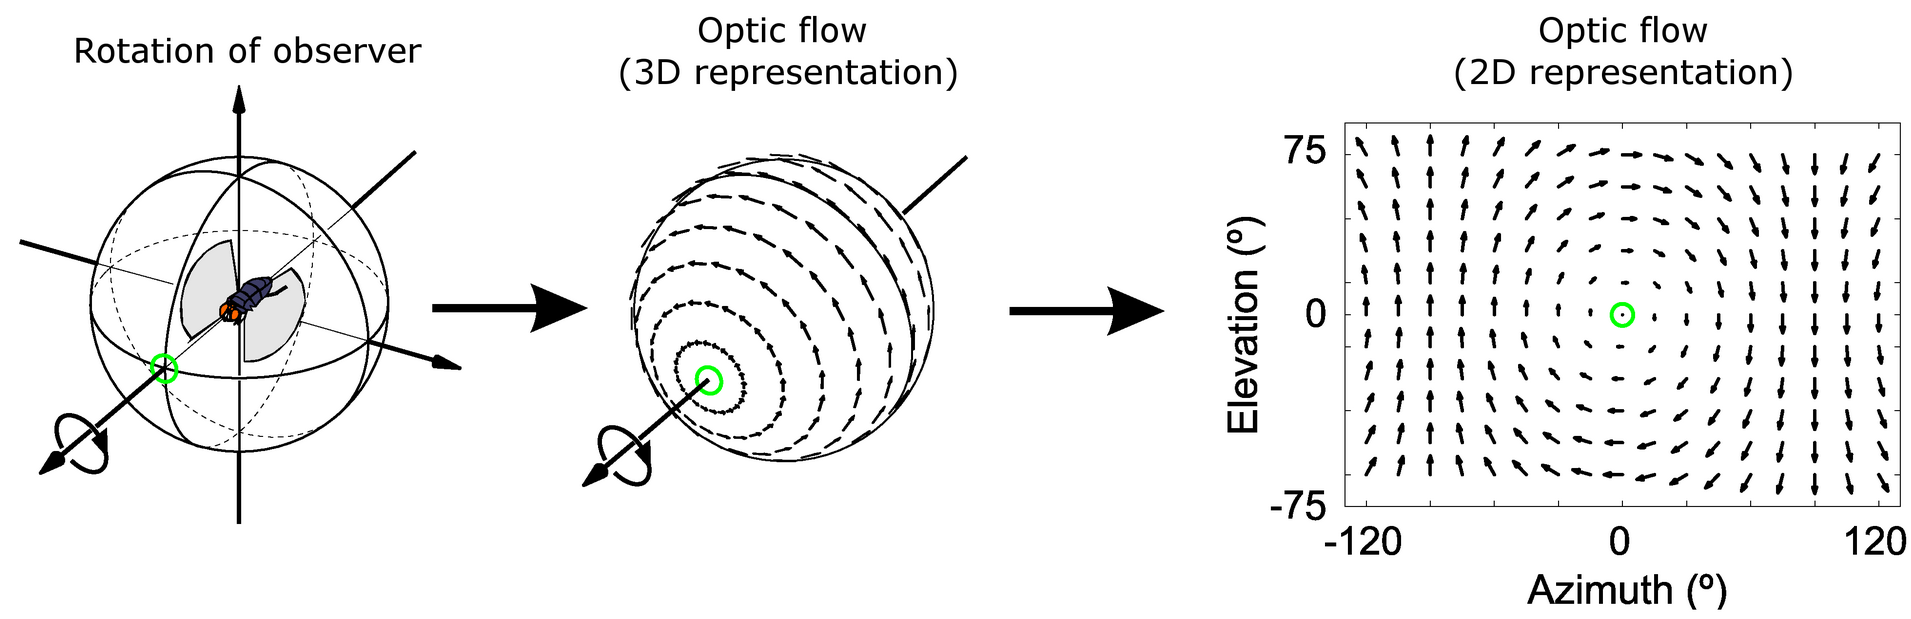 Rotation of observer
Optic flow
(3D representation)
Optic flow
(2D representation)
75
0
-75
Elevation (º)
-120
0
120
Azimuth (º)